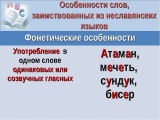 Особенности слов,
заимствованных из неславянских
языков
Фонетические особенности
Употребление в
одном слове
одинаковых или
созвучных гласных
Атаман,
мечеть,
сундук,
бисер